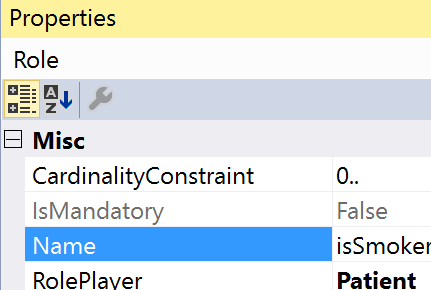 Properties
Role
A Z
Misc
CardinalityConstraint 0..
IsMandatory False
Name isSmoker
RolePlayer Patient